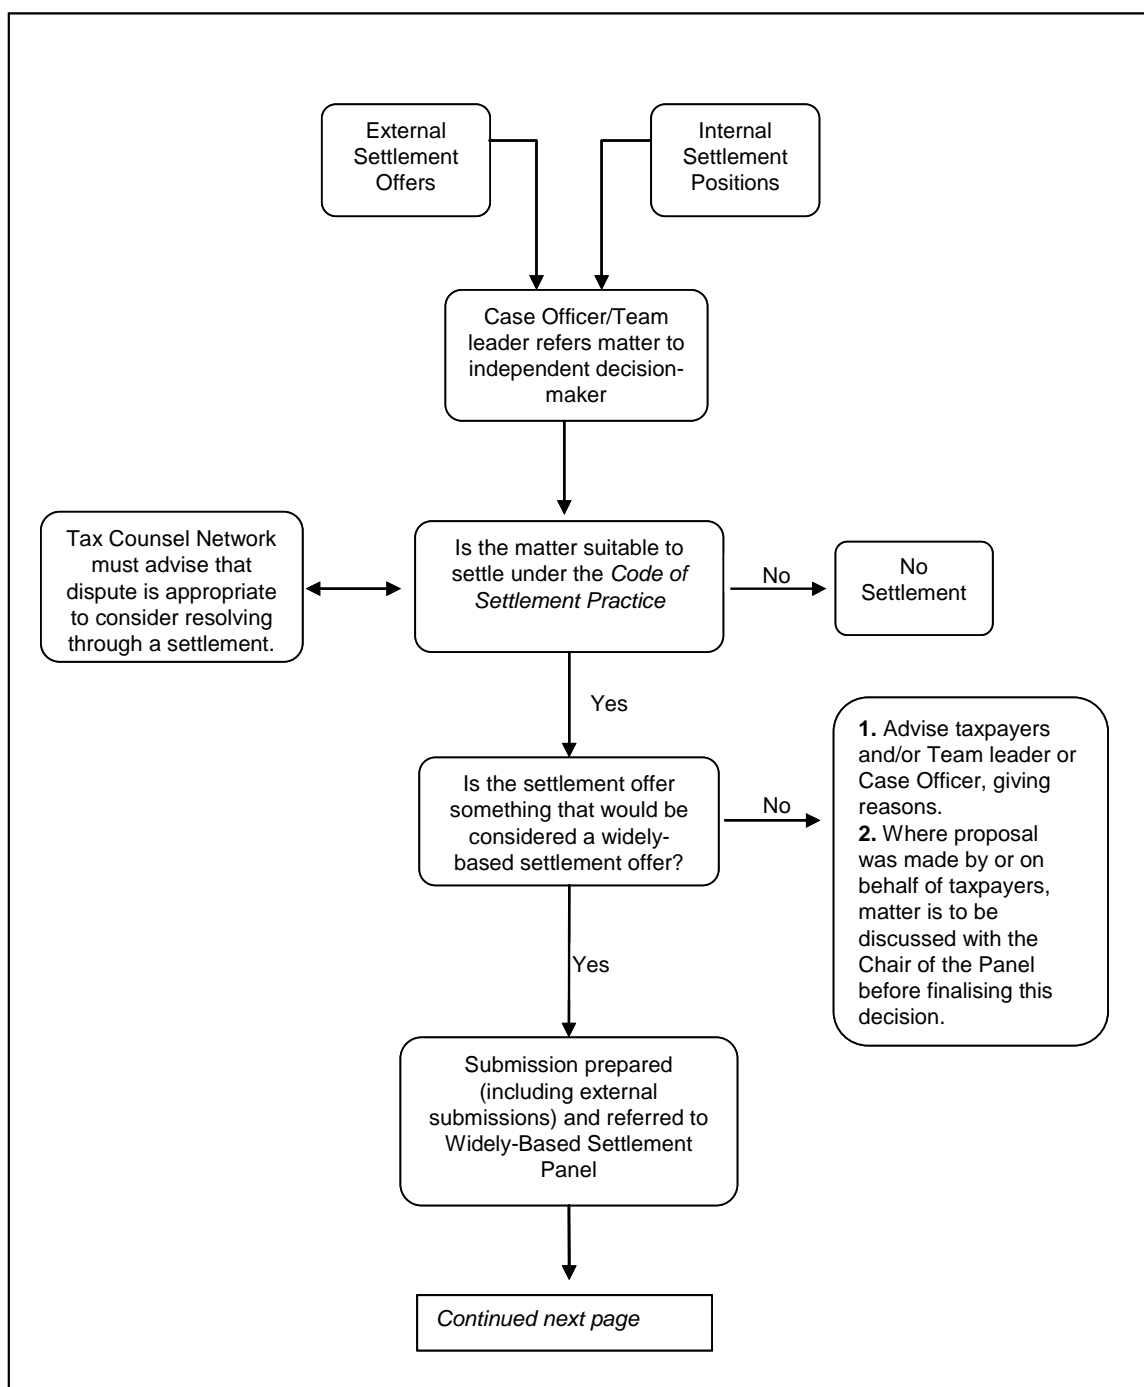 External
Settlement
Offers
Internal
Settlement
Positions
Case Officer/Team
leader refers matter to
independent decision-
maker
Tax Counsel Network
must advise that
dispute is appropriate
to consider resolving
through a settlement.
Is the matter suitable to
settle under the Code of
Settlement Practice
No
No
Settlement
Yes
Is the settlement offer
something that would be
considered a widely-
based settlement offer?
No
1. Advise taxpayers
and/or Team leader or
Case Officer, giving
reasons.
2. Where proposal
was made by or on
behalf of taxpayers,
matter is to be
discussed with the
Chair of the Panel
before finalising this
decision.
Yes
Submission prepared
(including external
submissions) and referred to
Widely-Based Settlement
Panel
Continued next page